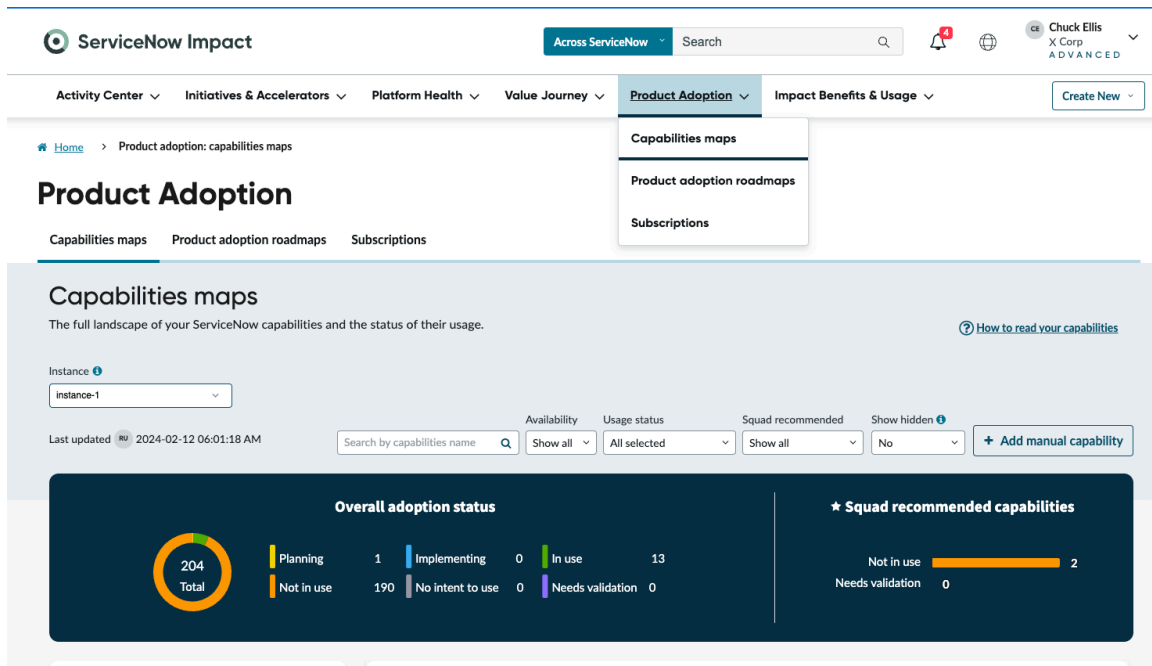 ServiceNow Impact
Across ServiceNow Search
4
CE Chuck Ellis
X Corp
ADVANCED
Activity Center Initiatives & Accelerators Platform Health Value Journey Product Adoption Impact Benefits & Usage Create New
Capabilities maps
Product adoption roadmaps
Subscriptions
Home > Product adoption: capabilities maps
Product Adoption
Capabilities maps Product adoption roadmaps Subscriptions
Capabilities maps
The full landscape of your ServiceNow capabilities and the status of their usage.
? How to read your capabilities
Instance i
instance-1
Last updated RU 2024-02-12 06:01:18 AM
Search by capabilities name
Availability Usage status Squad recommended Show hidden i
Show all All selected Show all No
+ Add manual capability
Overall adoption status
204
Total
Planning 1 Implementing 0 In use 13
Not in use 190 No intent to use 0 Needs validation 0
★ Squad recommended capabilities
Not in use 2
Needs validation 0